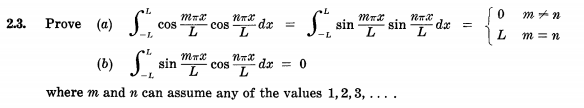 2.3. Prove (a) ∫_{-L}^{L} cos mπx/L cos nπx/L dx = ∫_{-L}^{L} sin mπx/L sin nπx/L dx = { 0 m ≠ n
L m = n
(b) ∫_{-L}^{L} sin mπx/L cos nπx/L dx = 0
where m and n can assume any of the values 1, 2, 3, . . . .